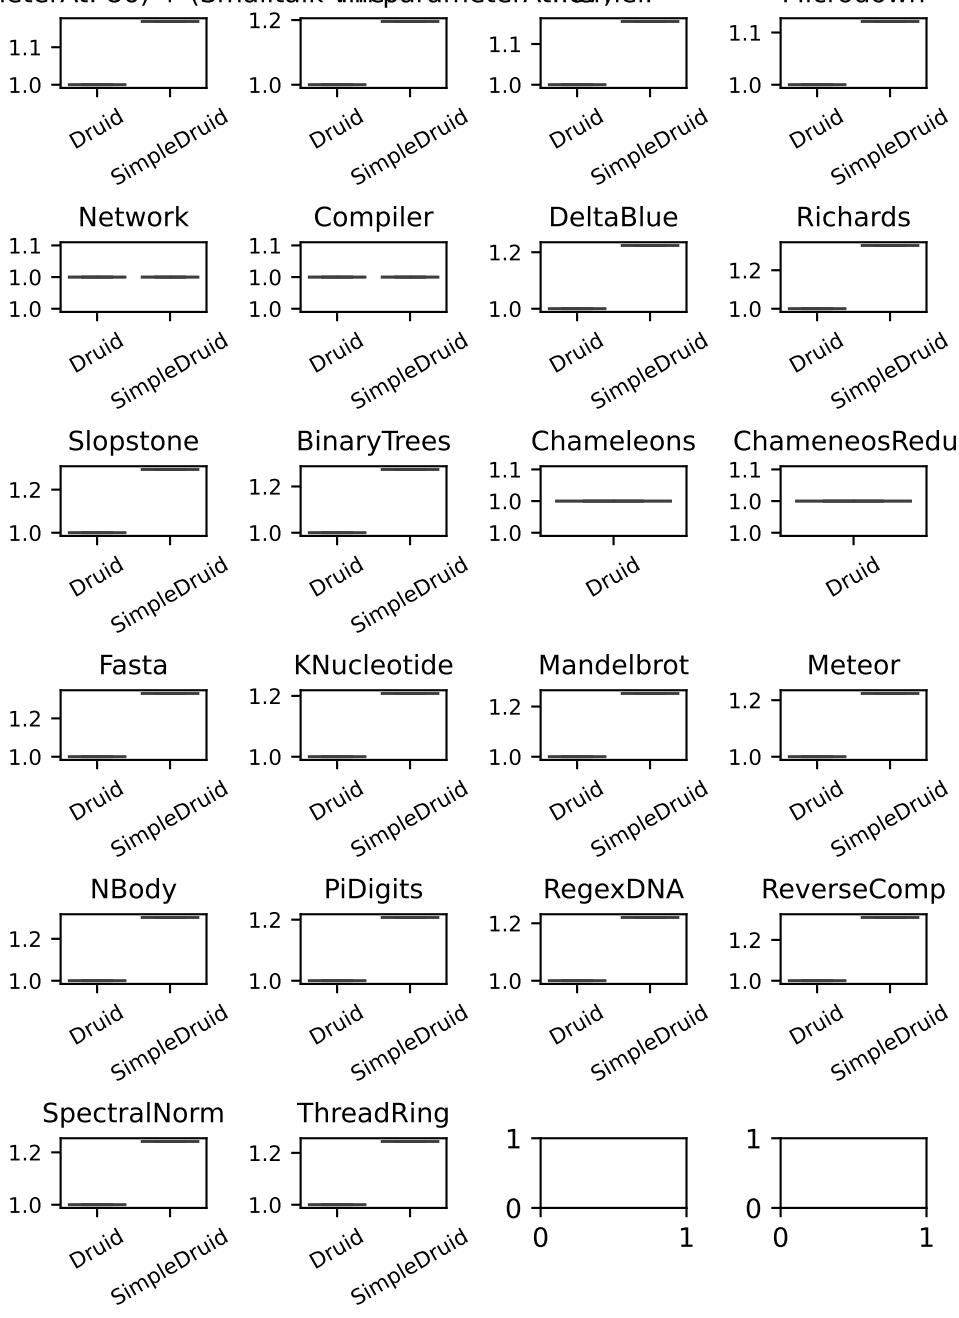 1.2
1.1 1.1 1.1
1.0 1.0 1.0 1.0
Druid SimpleDruid Druid SimpleDruid Druid SimpleDruid Druid SimpleDruid
Network Compiler DeltaBlue Richards
1.1 1.1 1.2 1.2
1.0 1.0
1.0 1.0 1.0 1.0
Druid SimpleDruid Druid SimpleDruid Druid SimpleDruid Druid SimpleDruid
Slopstone BinaryTrees Chameleons ChameneosRedu
1.2 1.2 1.1 1.1
1.0 1.0
1.0 1.0 1.0 1.0
Druid SimpleDruid Druid SimpleDruid Druid Druid
Fasta KNucleotide Mandelbrot Meteor
1.2 1.2 1.2 1.2
1.0 1.0 1.0 1.0
Druid SimpleDruid Druid SimpleDruid Druid SimpleDruid Druid SimpleDruid
NBody PiDigits RegexDNA ReverseComp
1.2 1.2 1.2 1.2
1.0 1.0 1.0 1.0
Druid SimpleDruid Druid SimpleDruid Druid SimpleDruid Druid SimpleDruid
SpectralNorm ThreadRing
1.2 1.2 1 1
1.0 1.0 0 0
0 1 0 1
Druid SimpleDruid Druid SimpleDruid